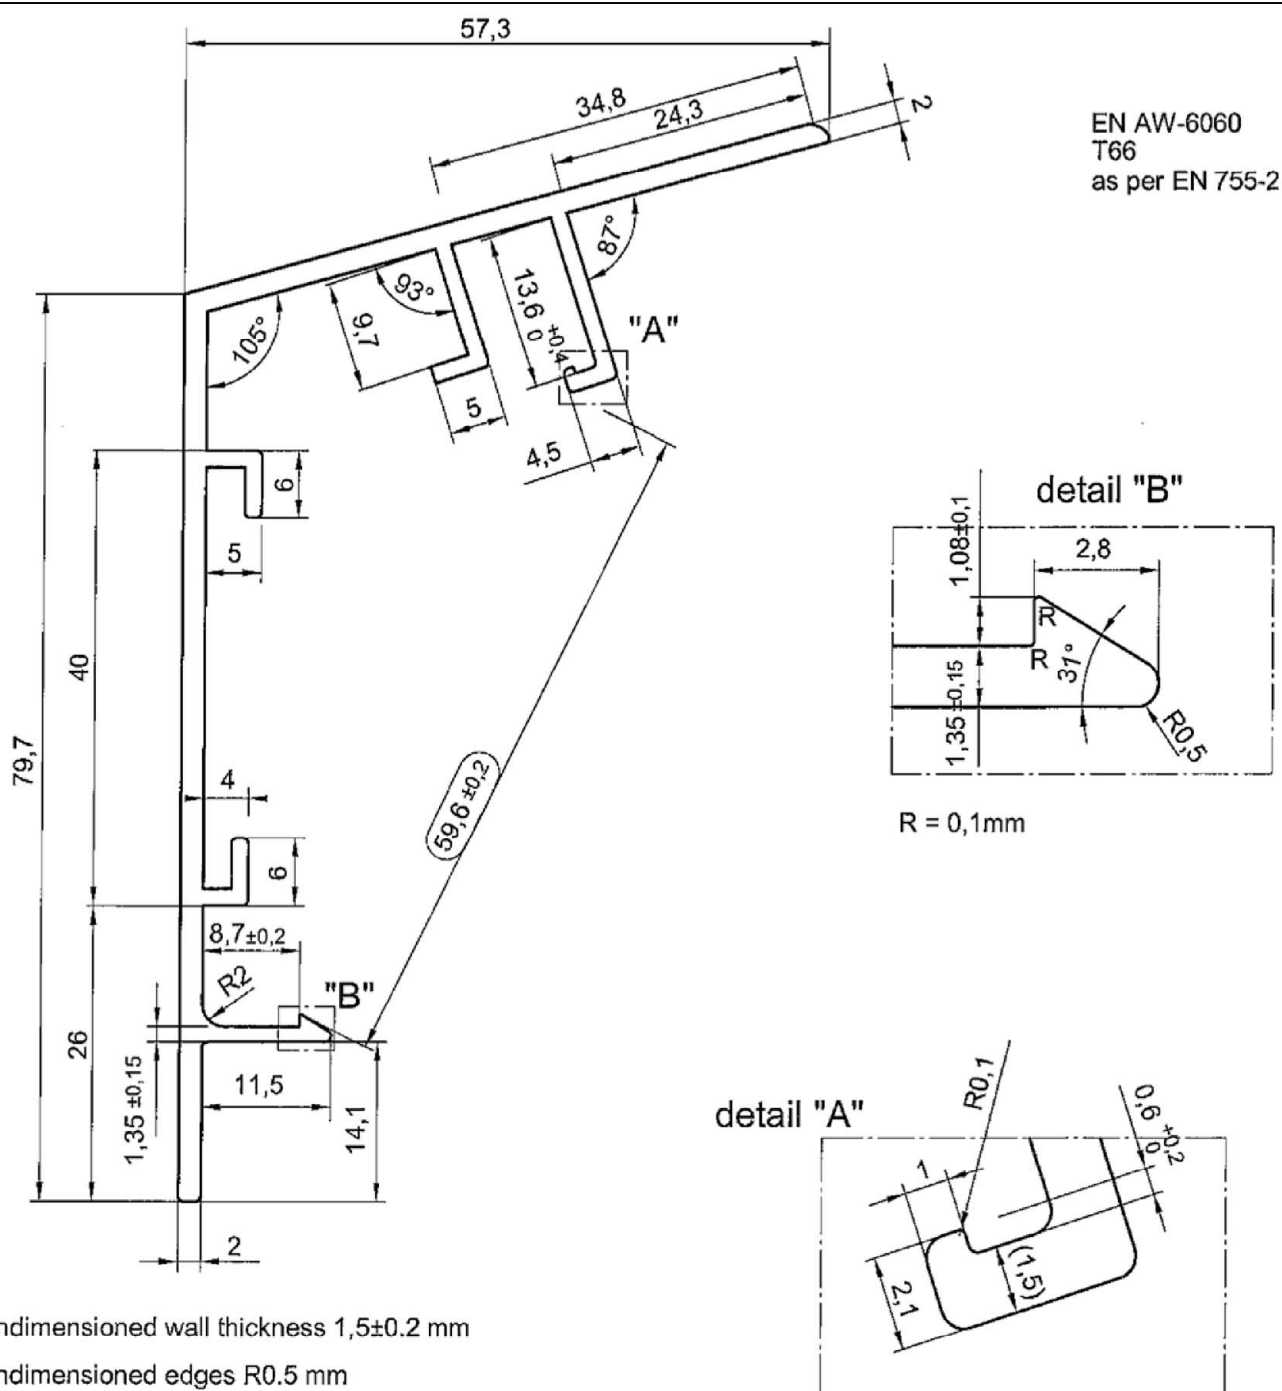 57,3
34,8
24,3
2
EN AW-6060
T66
as per EN 755-2
87°
93°
13,6 +0,4 0
9,7
105°
"A"
5
4,5
6
5
detail "B"
1,08±0,1
2,8
R
R
31°
1,35 ±0,15
R0,5
R = 0,1mm
40
79,7
59,6 ±0,2
4
6
8,7±0,2
R2
"B"
26
1,35 ±0,15
11,5
14,1
2
detail "A"
R0,1
0,6 +0,2 0
1
(1,5)
2,1
ndimensioned wall thickness 1,5±0.2 mm
ndimensioned edges R0.5 mm